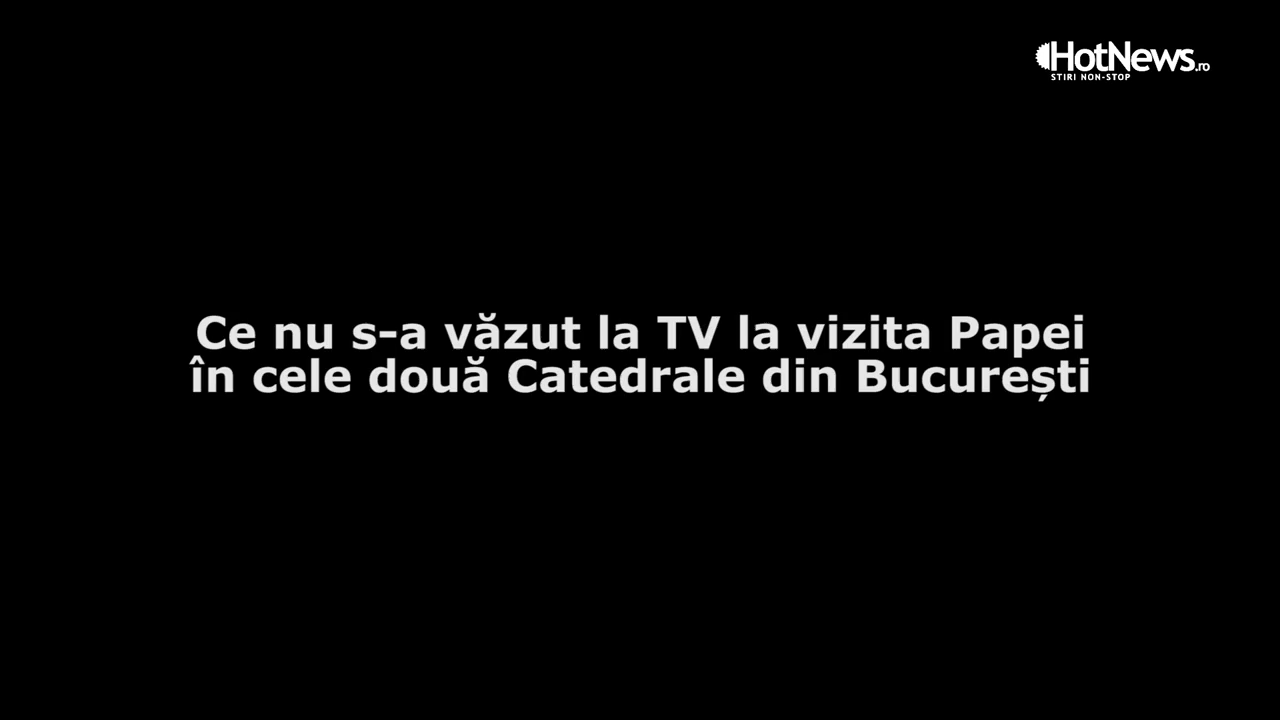 HotNews.ro
STIRI NON-STOP
Ce nu s-a văzut la TV la vizita Papei
în cele două Catedrale din București